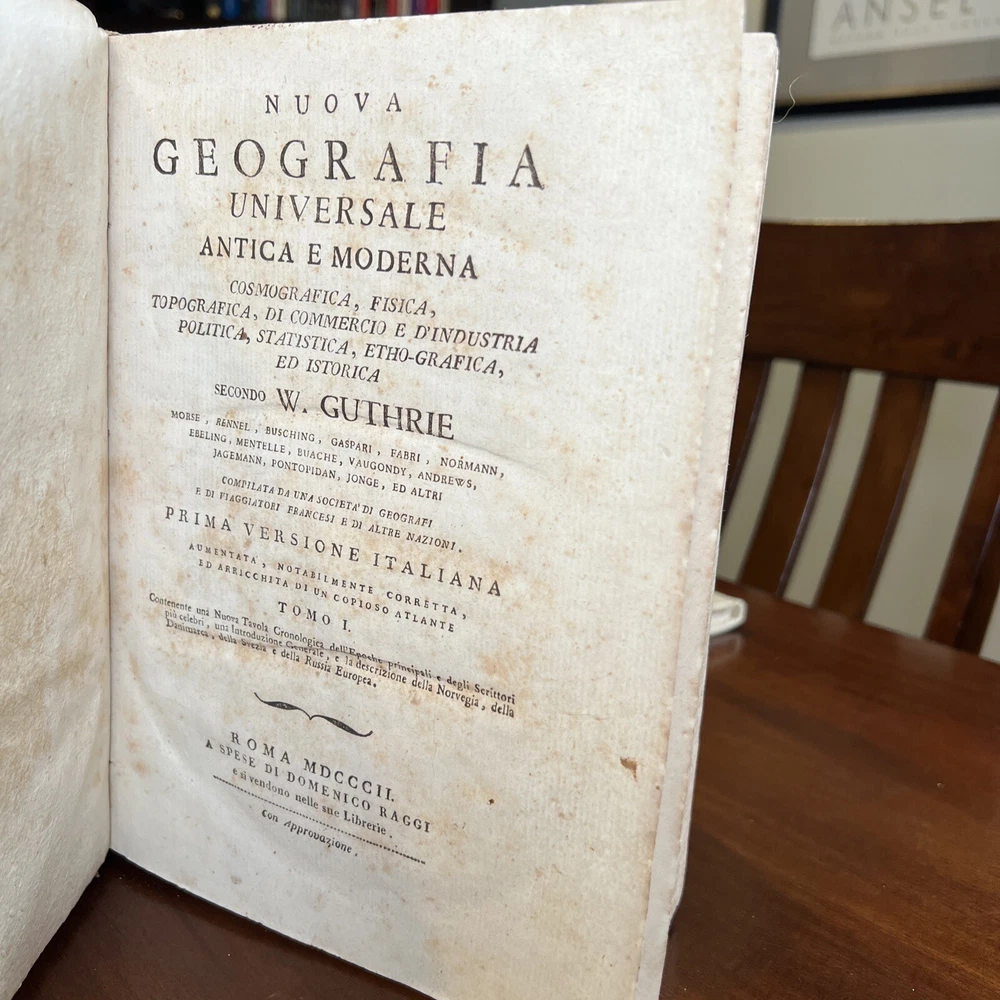 ANSEL
NUOVA
GEOGRAFIA
UNIVERSALE
ANTICA E MODERNA
COSMOGRAFICA, FISICA,
TOPOGRAFICA, DI COMMERCIO E D'INDUSTRIA
POLITICA, STATISTICA, ETHO-GRAFICA,
ED ISTORICA
SECONDO W. GUTHRIE
MORSE, RENNEL, BUSCHING, GASPARI, FABRI, NORMANN,
EBELING, MENTELLE, BUACHE, VAUGONDY, ANDREWS,
JAGEMANN, PONTOPIDAN, JONGE, ED ALTRI
COMPILATA DA UNA SOCIETA' DI GEOGRAFI
E DI VIAGGIATORI FRANCESI E DI ALTRE NAZIONI.
PRIMA VERSIONE ITALIANA
AUMENTATA, NOTABILMENTE CORRETTA,
ED ARRICCHITA DI UN COPIOSO ATLANTE
TOMO I.
Contenente una Nuova Tavola Cronologica dell'Epoche principali e degli Scrittori
più celebri, una Introduzione Generale, e la descrizione della Norvegia, della
Danimarca, della Svezia e della Russia Europea.
ROMA MDCCCII.
A SPESE DI DOMENICO RAGGI
e si vendono nelle sue Librerie.
Con Approvazione.